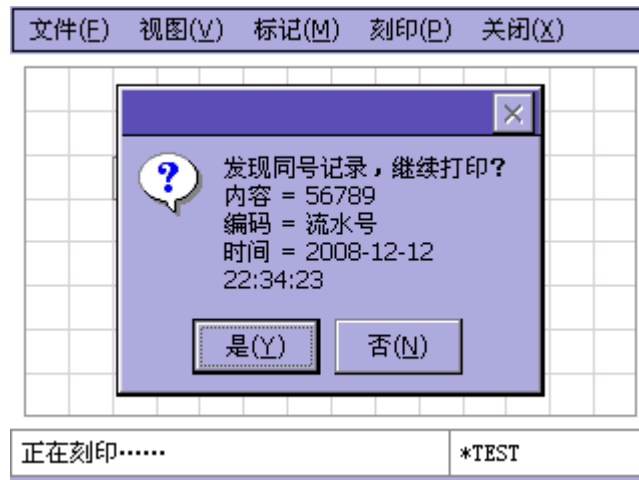 文件(F) 视图(V) 标记(M) 刻印(P) 关闭(X)
发现同号记录，继续打印?
内容 = 56789
编码 = 流水号
时间 = 2008-12-12
22:34:23
是(Y) 否(N)
正在刻印…… *TEST